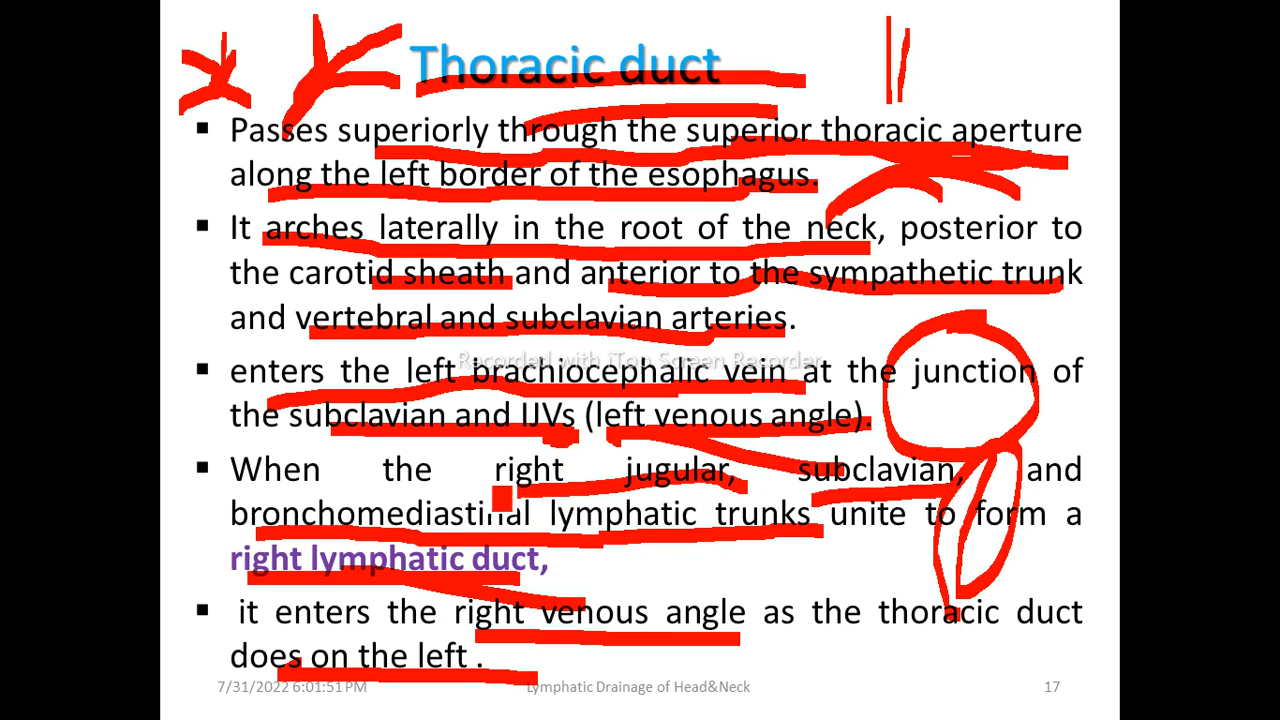 Thoracic duct
▪ Passes superiorly through the superior thoracic aperture
along the left border of the esophagus.
▪ It arches laterally in the root of the neck, posterior to
the carotid sheath and anterior to the sympathetic trunk
and vertebral and subclavian arteries.
Recorded with iTop Screen Recorder
▪ enters the left brachiocephalic vein at the junction of
the subclavian and IJVs (left venous angle).
▪ When the right jugular, subclavian, and
bronchomediastinal lymphatic trunks unite to form a
right lymphatic duct,
▪ it enters the right venous angle as the thoracic duct
does on the left .
7/31/2022 6:01:51 PM Lymphatic Drainage of Head&Neck 17